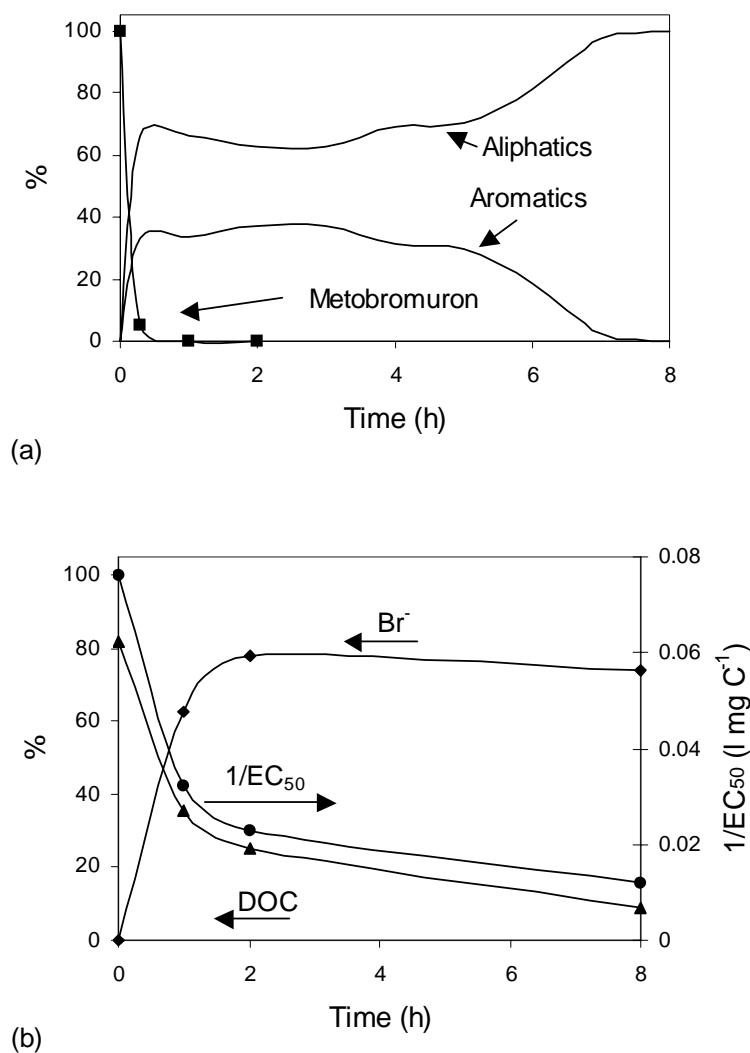 100
80
60
40
20
0
%
Aliphatics
Aromatics
Metobromuron
0 2 4 6 8
Time (h)
(a)
100
80
60
40
20
0
%
0.08
0.06
0.04
0.02
0
1/EC50 (l mg C-1)
Br-
1/EC50
DOC
0 2 4 6 8
Time (h)
(b)